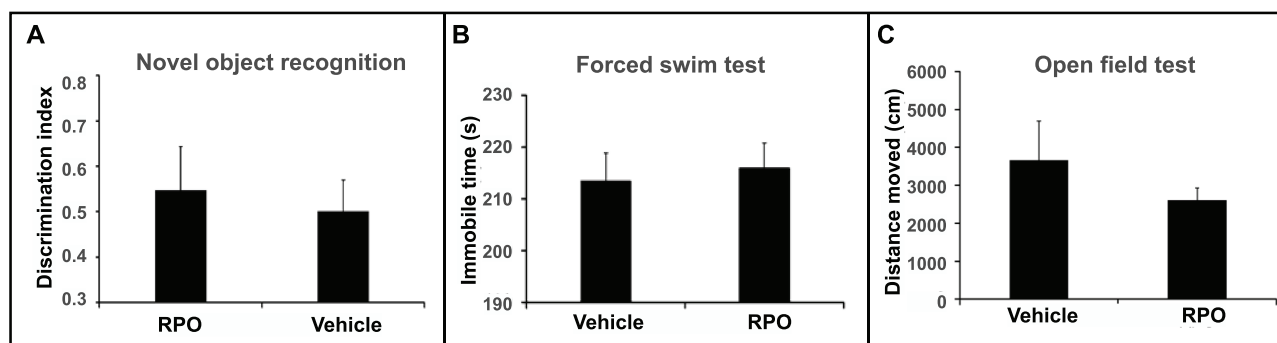 A
Novel object recognition
Discrimination index
0.8
0.7
0.6
0.5
0.4
0.3
RPO Vehicle
B
Forced swim test
Immobile time (s)
230
220
210
200
190
Vehicle RPO
C
Open field test
Distance moved (cm)
6000
5000
4000
3000
2000
1000
0
Vehicle RPO